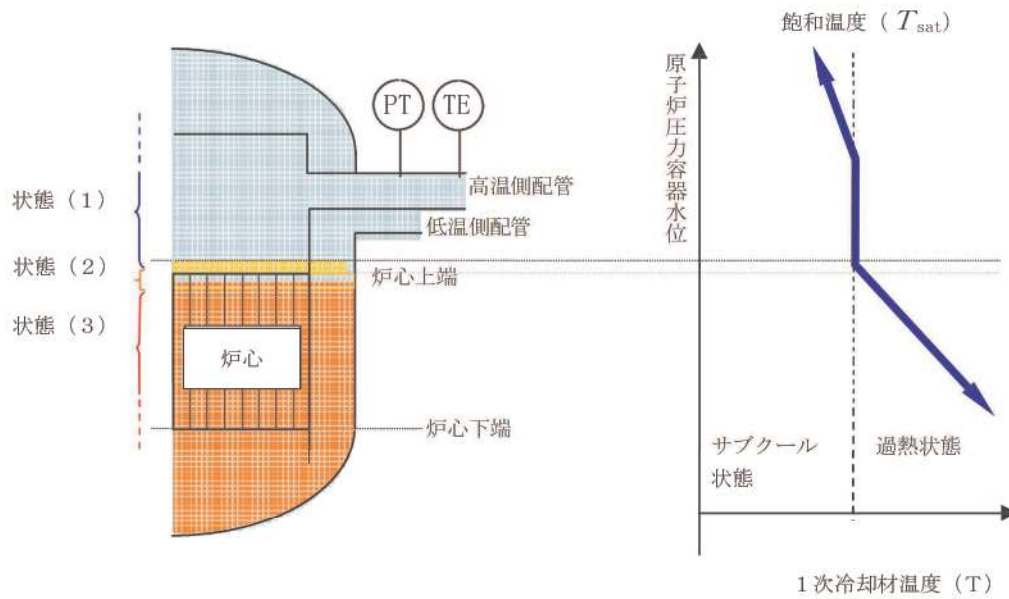 飽和温度（Tsat）
原子炉圧力容器水位
PT
TE
高温側配管
状態（1）
低温側配管
状態（2）
炉心上端
状態（3）
炉心
炉心下端
サブクール
状態
過熱状態
1次冷却材温度（T）